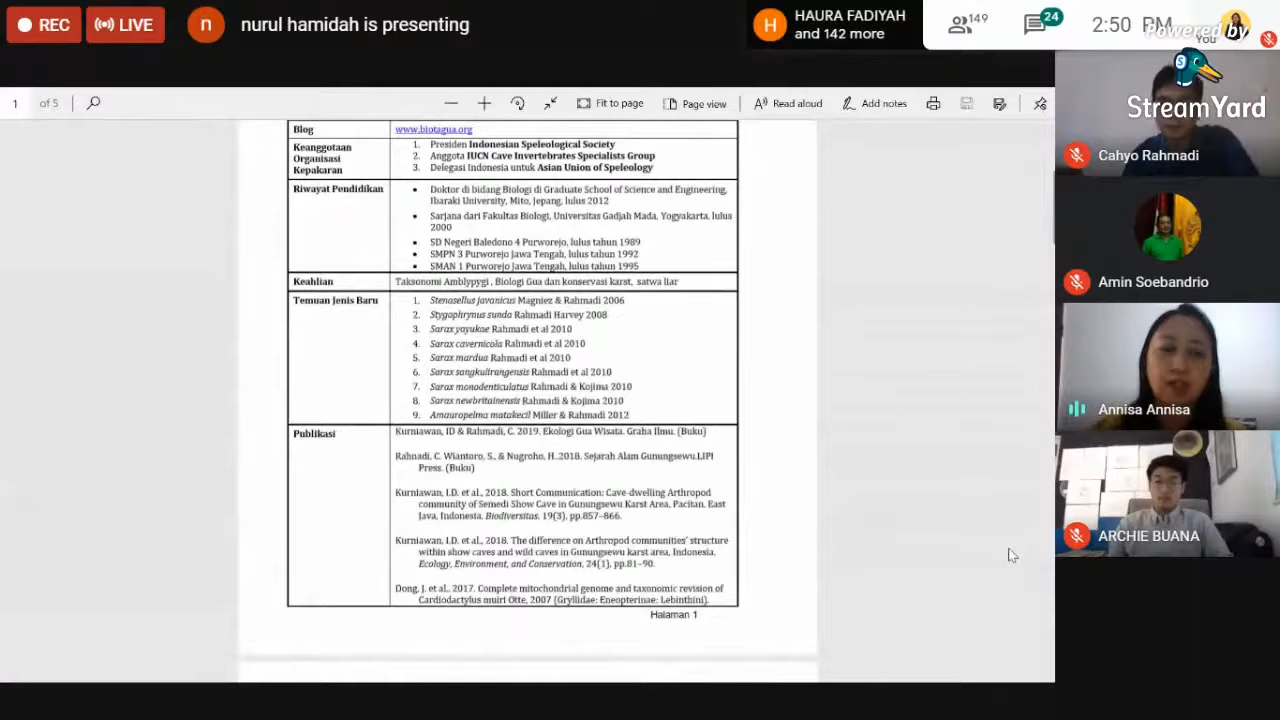 REC
LIVE
n
nurul hamidah is presenting
H
HAURA FADIYAH
and 142 more
149
24
2:50 PM
You
Powered by
S
StreamYard
1 of 5
Fit to page
Page view
Read aloud
Add notes
Blog www.biotagua.org
Keanggotaan
Organisasi
Kepakaran
1. Presiden Indonesian Speleological Society
2. Anggota IUCN Cave Invertebrates Specialists Group
3. Delegasi Indonesia untuk Asian Union of Speleology
Riwayat Pendidikan
• Doktor di bidang Biologi di Graduate School of Science and Engineering,
Ibaraki University, Mito, Jepang, lulus 2012
• Sarjana dari Fakultas Biologi, Universitas Gadjah Mada, Yogyakarta, lulus
2000
• SD Negeri Baledono 4 Purworejo, lulus tahun 1989
• SMPN 3 Purworejo Jawa Tengah, lulus tahun 1992
• SMAN 1 Purworejo Jawa Tengah, lulus tahun 1995
Keahlian Taksonomi Amblypygi , Biologi Gua dan konservasi karst, satwa liar
Temuan Jenis Baru
1. Stenasellus javanicus Magniez & Rahmadi 2006
2. Stygophrynus sunda Rahmadi Harvey 2008
3. Sarax yayukae Rahmadi et al 2010
4. Sarax cavernicola Rahmadi et al 2010
5. Sarax mardua Rahmadi et al 2010
6. Sarax sangkulirangensis Rahmadi et al 2010
7. Sarax monodenticulatus Rahmadi & Kojima 2010
8. Sarax newbritainensis Rahmadi & Kojima 2010
9. Amauropelma matakecil Miller & Rahmadi 2012
Publikasi
Kurniawan, ID & Rahmadi, C. 2019. Ekologi Gua Wisata. Graha Ilmu. (Buku)
Rahnadi, C. Wiantoro, S., & Nugroho, H..2018. Sejarah Alam Gunungsewu.LIPI
Press. (Buku)
Kurniawan, I.D. et al., 2018. Short Communication: Cave-dwelling Arthropod
community of Semedi Show Cave in Gunungsewu Karst Area, Pacitan, East
Java, Indonesia. Biodiversitas, 19(3), pp.857–866.
Kurniawan, I.D. et al., 2018. The difference on Arthropod communities' structure
within show caves and wild caves in Gunungsewu karst area, Indonesia.
Ecology, Environment, and Conservation, 24(1), pp.81–90.
Dong, J. et al., 2017. Complete mitochondrial genome and taxonomic revision of
Cardiodactylus muiri Otte, 2007 (Gryllidae: Eneopterinae: Lebinthini).
Halaman 1
Cahyo Rahmadi
Amin Soebandrio
Annisa Annisa
ARCHIE BUANA